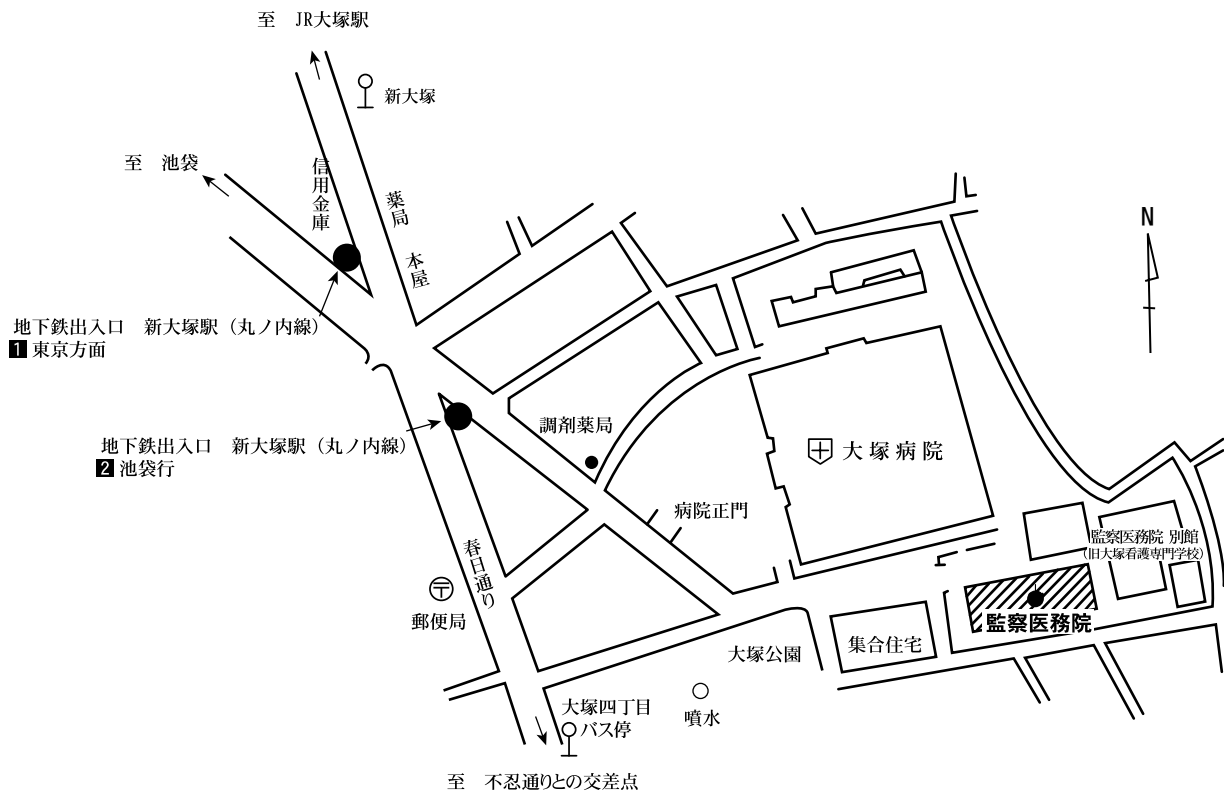 至　JR大塚駅
新大塚
至　池袋
信用金庫
薬局
本屋
N
地下鉄出入口　新大塚駅（丸ノ内線）
1 東京方面
地下鉄出入口　新大塚駅（丸ノ内線）
2 池袋行
調剤薬局
大塚病院
病院正門
監察医務院 別館
（旧大塚看護専門学校）
春日通り
〒
郵便局
監察医務院
集合住宅
大塚公園
噴水
大塚四丁目
バス停
至　不忍通りとの交差点